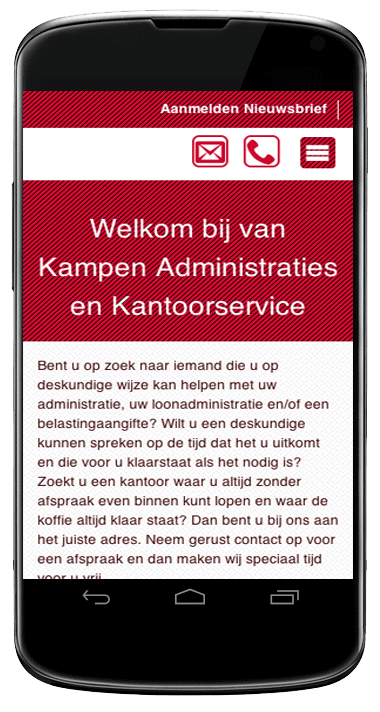 Aanmelden Nieuwsbrief
Welkom bij van
Kampen Administraties
en Kantoorservice
Bent u op zoek naar iemand die u op
deskundige wijze kan helpen met uw
administratie, uw loonadministratie en/of een
belastingaangifte? Wilt u een deskundige
kunnen spreken op de tijd dat het u uitkomt
en die voor u klaarstaat als het nodig is?
Zoekt u een kantoor waar u altijd zonder
afspraak even binnen kunt lopen en waar de
koffie altijd klaar staat? Dan bent u bij ons aan
het juiste adres. Neem gerust contact op voor
een afspraak en dan maken wij speciaal tijd
voor u vrij